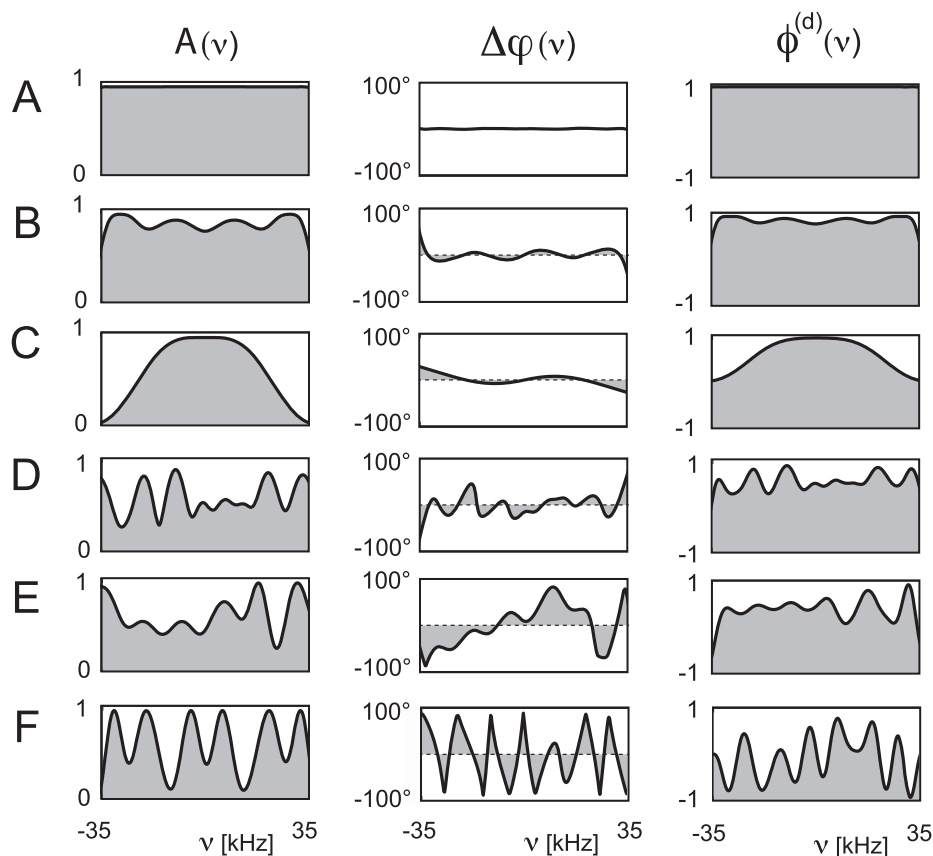 A(ν) Δφ(ν) ϕ(d)(ν)
A 1 0 100° -100° 1 -1
B 1 0 100° -100° 1 -1
C 1 0 100° -100° 1 -1
D 1 0 100° -100° 1 -1
E 1 0 100° -100° 1 -1
F 1 0 100° -100° 1 -1
-35 35 -35 35 -35 35
ν [kHz] ν [kHz] ν [kHz]